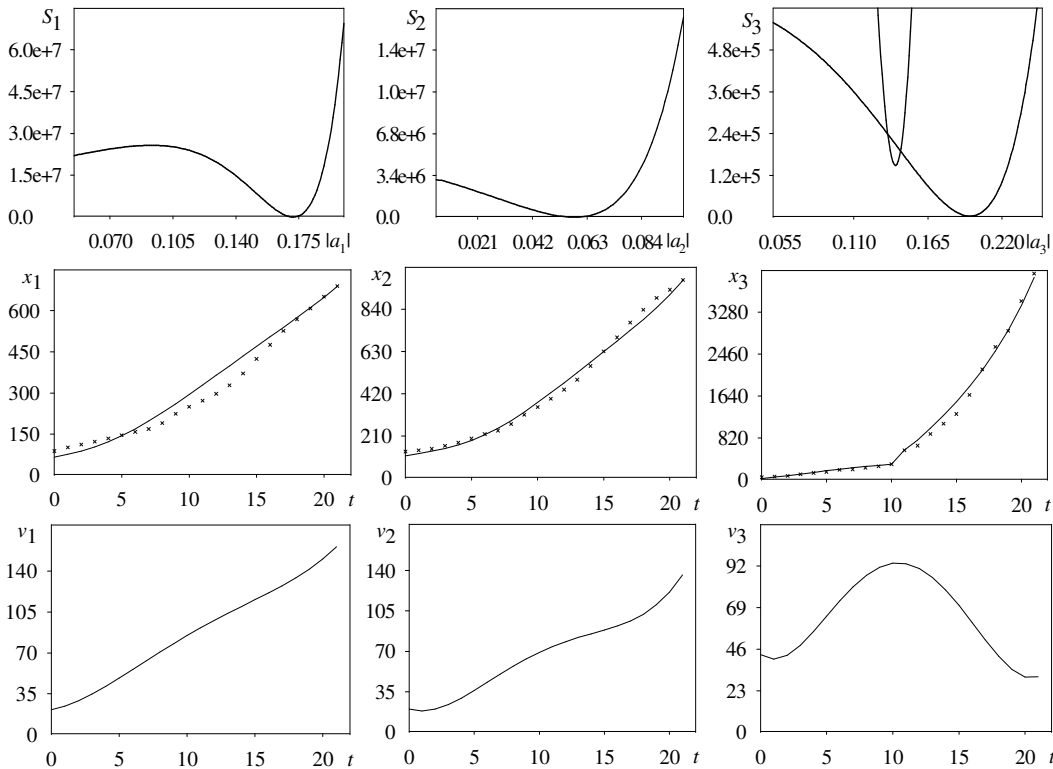 S1
6.0e+7
4.5e+7
3.0e+7
1.5e+7
0.0
0.070 0.105 0.140 0.175 |a1|
S2
1.4e+7
1.0e+7
6.8e+6
3.4e+6
0.0
0.021 0.042 0.063 0.084 |a2|
S3
4.8e+5
3.6e+5
2.4e+5
1.2e+5
0.0
0.055 0.110 0.165 0.220 |a3|
x1
600
450
300
150
0
0 5 10 15 20 t
x2
840
630
420
210
0
0 5 10 15 20 t
x3
3280
2460
1640
820
0
0 5 10 15 20 t
v1
140
105
70
35
0
0 5 10 15 20 t
v2
140
105
70
35
0
0 5 10 15 20 t
v3
92
69
46
23
0
0 5 10 15 20 t